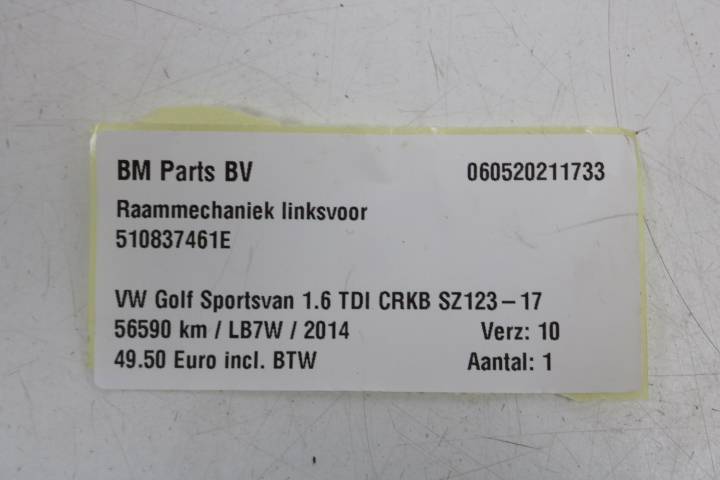 BM Parts BV 060520211733
Raammechaniek linksvoor
510837461E
VW Golf Sportsvan 1.6 TDI CRKB SZ123-17
56590 km / LB7W / 2014 Verz: 10
49.50 Euro incl. BTW Aantal: 1